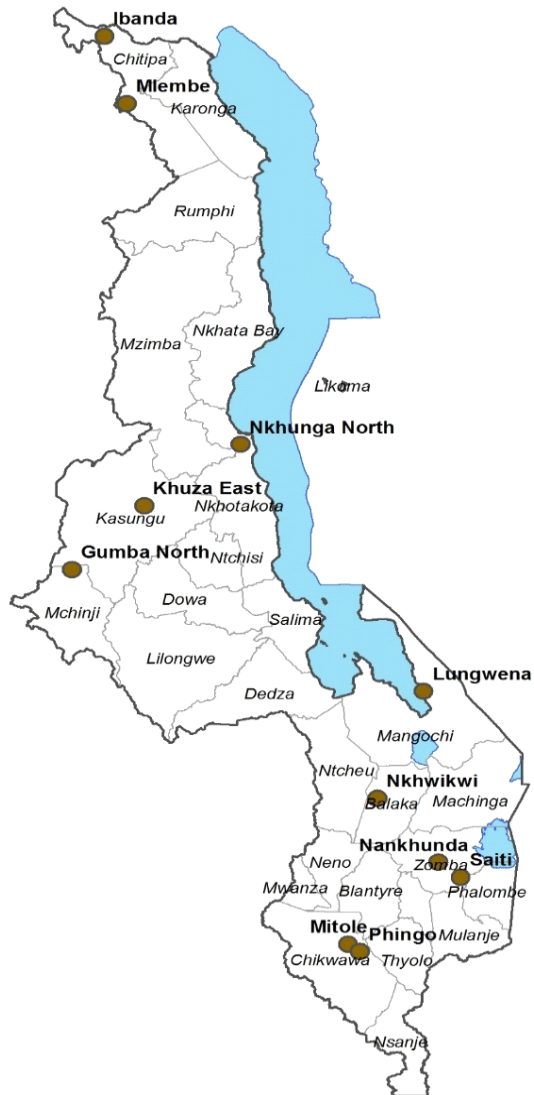 Ibanda
Chitipa
Mlembe
Karonga
Rumphi
Nkhata Bay
Mzimba
Likoma
Nkhunga North
Khuza East
Nkhotakota
Kasungu
Gumba North
Ntchisi
Dowa
Mchinji
Salima
Lilongwe
Lungwena
Dedza
Mangochi
Ntcheu
Nkhwikwi
Balaka
Machinga
Nankhunda
Saiti
Neno
Zomba
Mwanza
Blantyre
Phalombe
Mitole
Phingo
Mulanje
Chikwawa
Thyolo
Nsanje